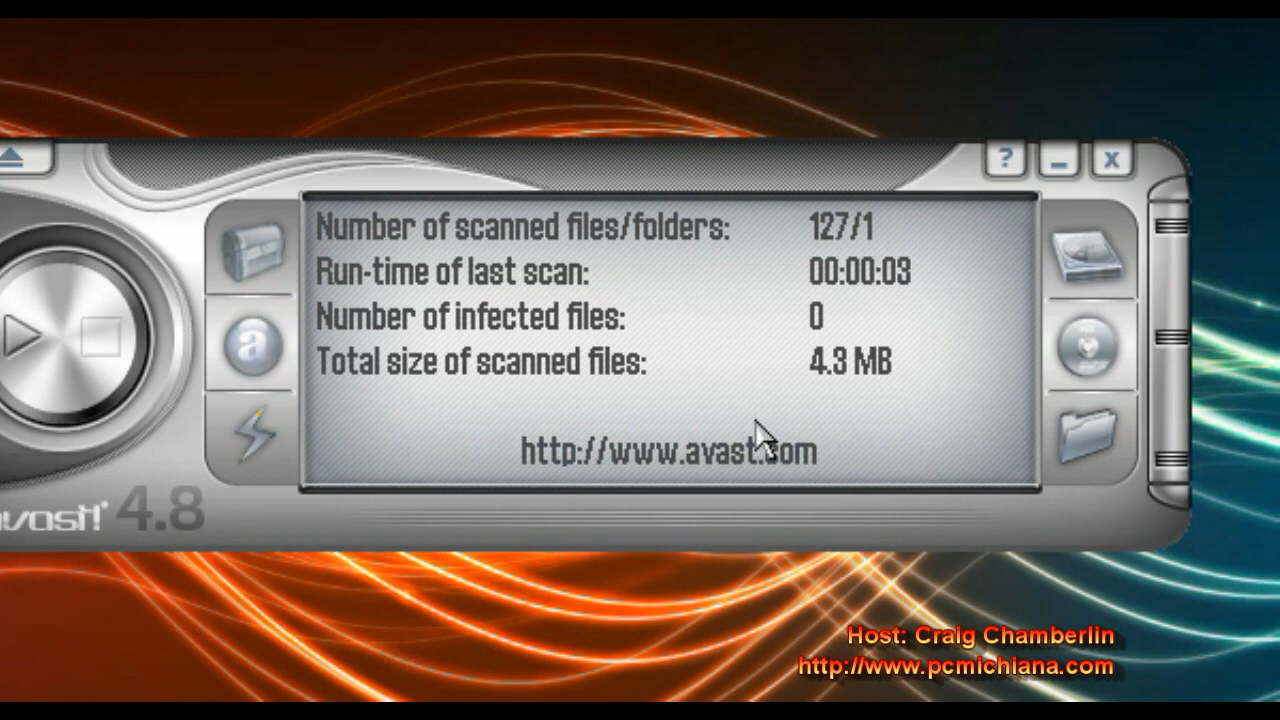 ?
x
Number of scanned files/folders: 127/1
Run-time of last scan: 00:00:03
Number of infected files: 0
Total size of scanned files: 4.3 MB
a
http://www.avast.com
avast! 4.8
Host: Craig Chamberlin
http://www.pcmichiana.com